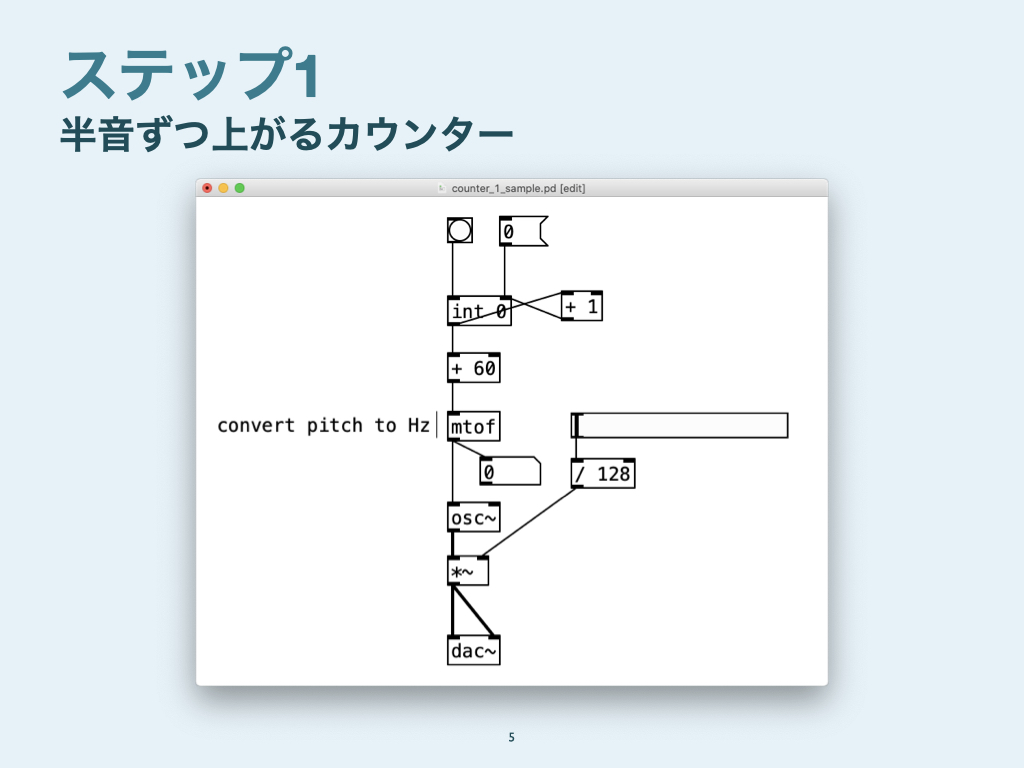 ステップ1
半音ずつ上がるカウンター
counter_1_sample.pd [edit]
0
int 0
+ 1
+ 60
convert pitch to Hz
mtof
0
/ 128
osc~
*~
dac~
5